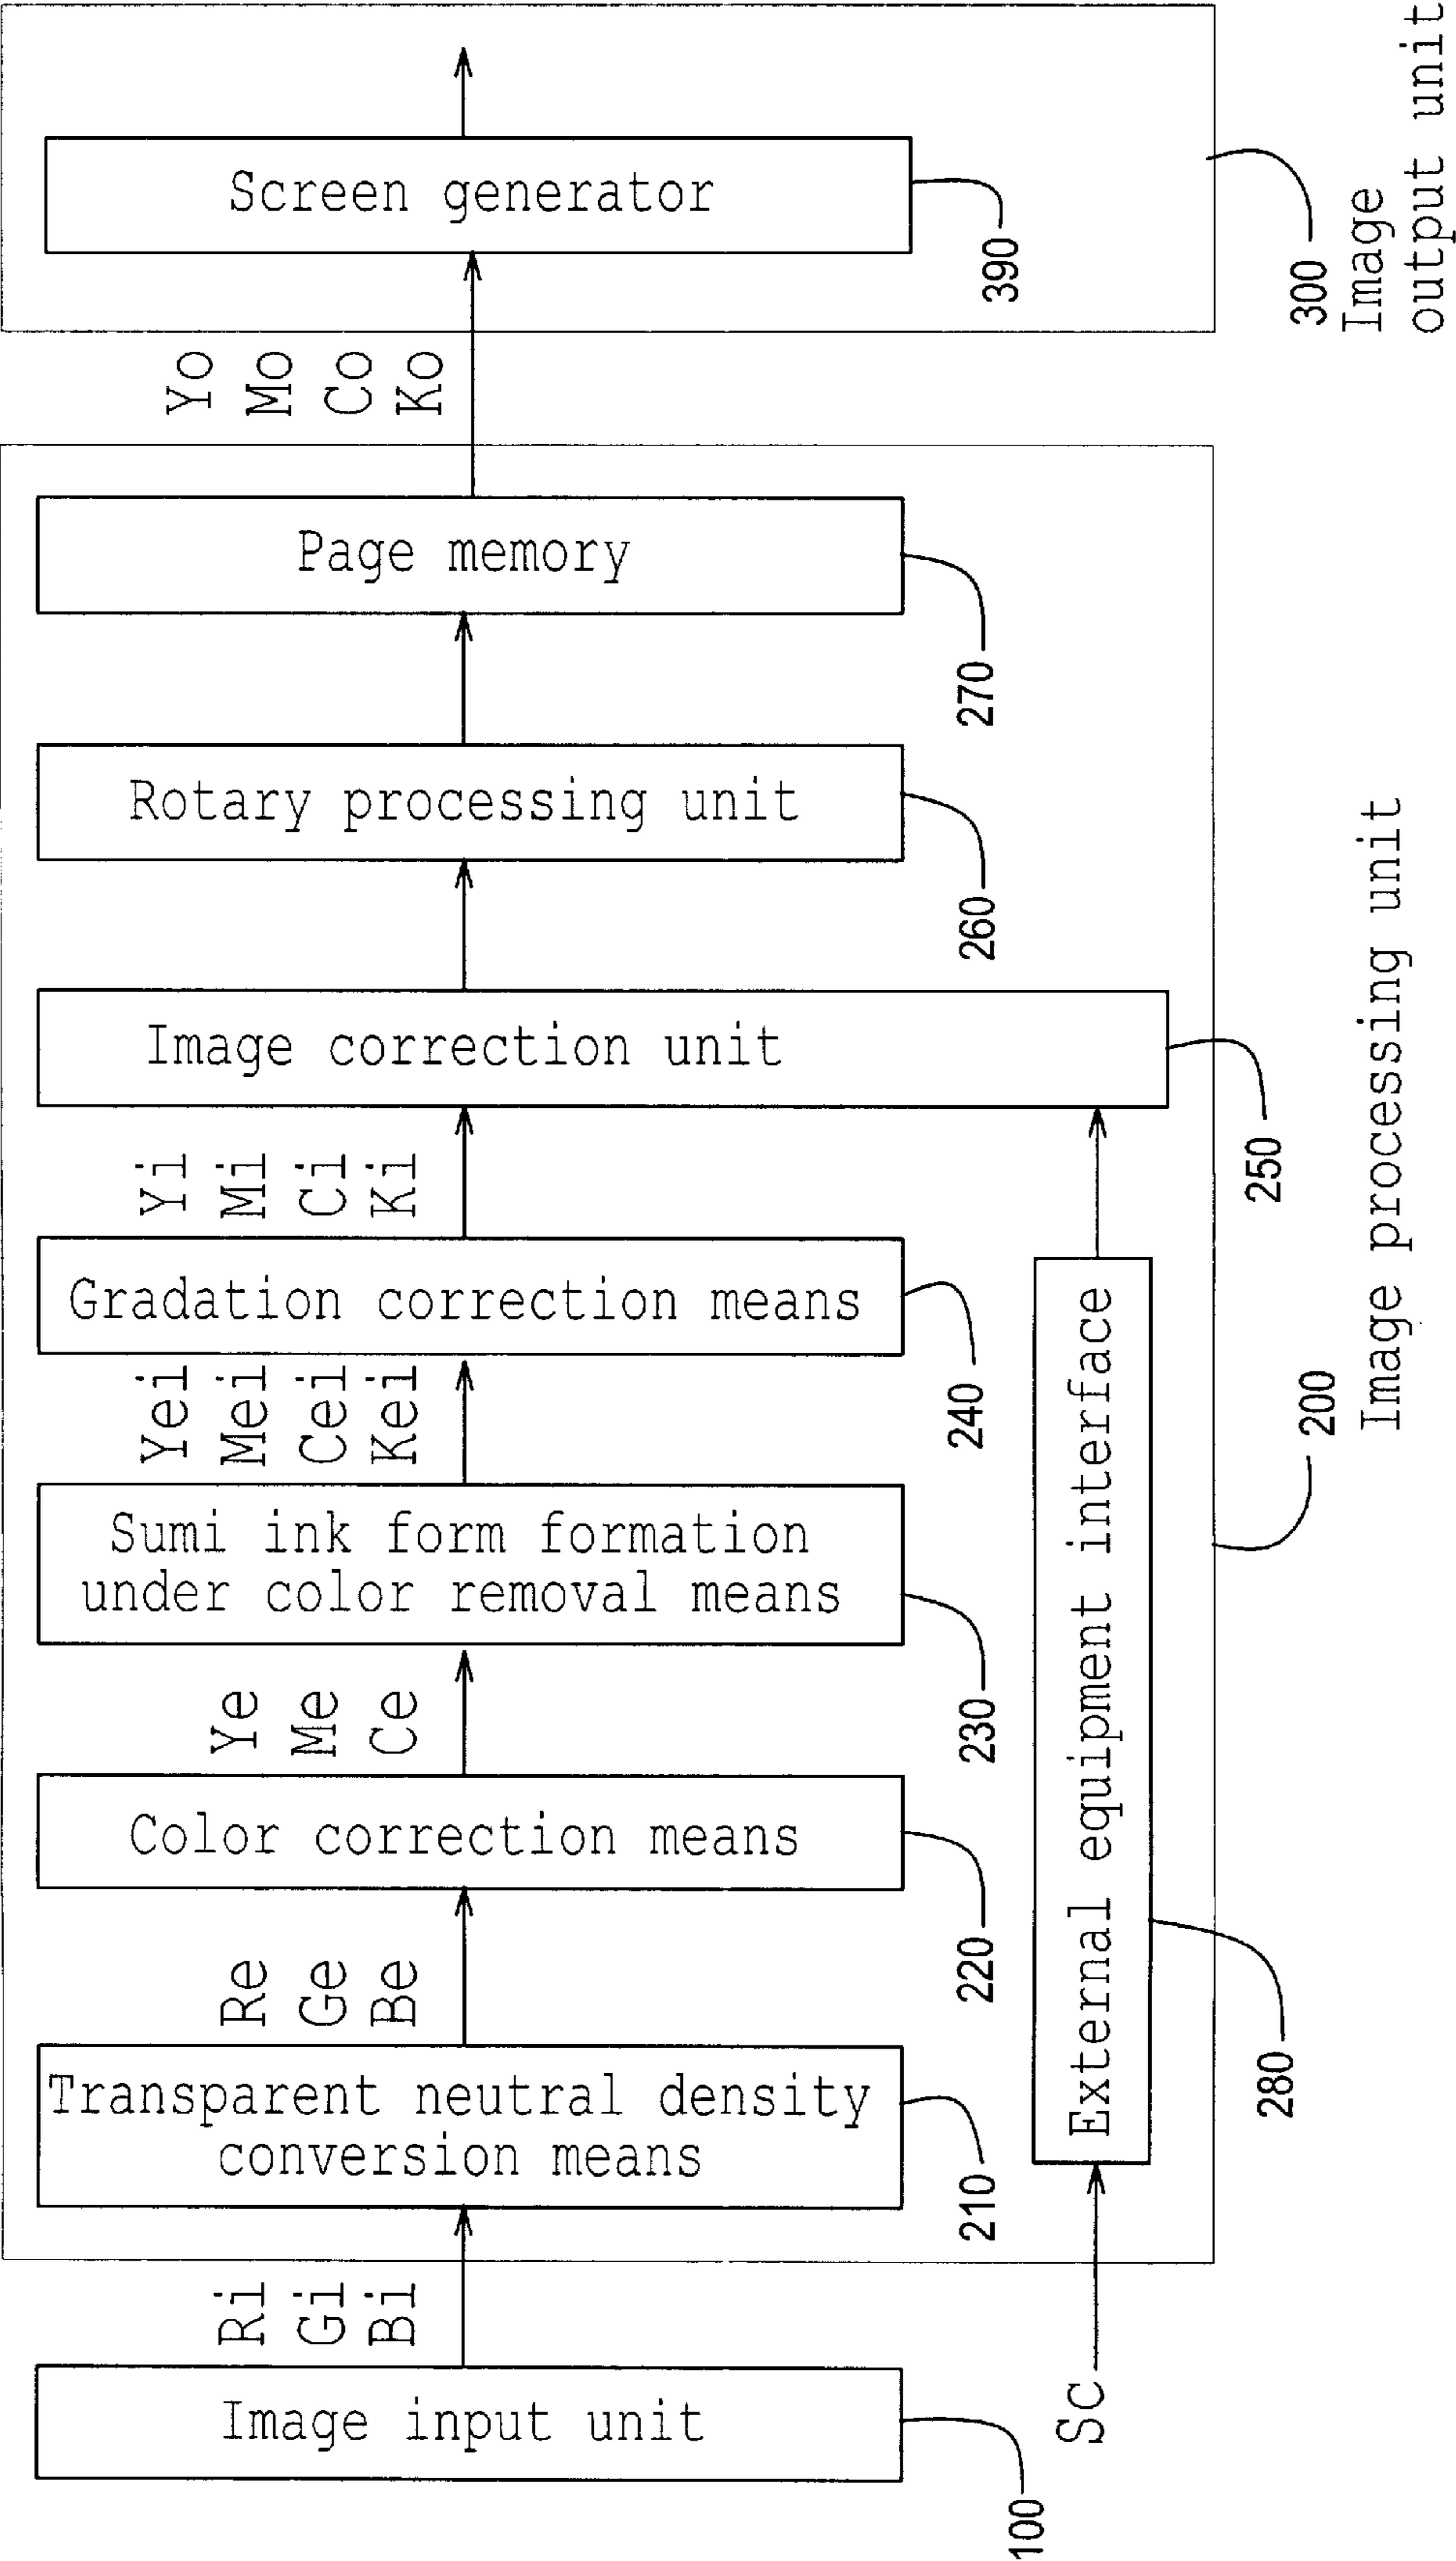 Image input unit
100
Ri
Gi
Bi
Transparent neutral density
conversion means
210
Re
Ge
Be
Color correction means
220
Ye
Me
Ce
Sumi ink form formation
under color removal means
230
Yei
Mei
Cei
Kei
Gradation correction means
240
Yi
Mi
Ci
Ki
Image correction unit
250
Rotary processing unit
260
Page memory
270
Sc
External equipment interface
280
200
Image processing unit
Yo
Mo
Co
Ko
Screen generator
390
300
Image
output unit